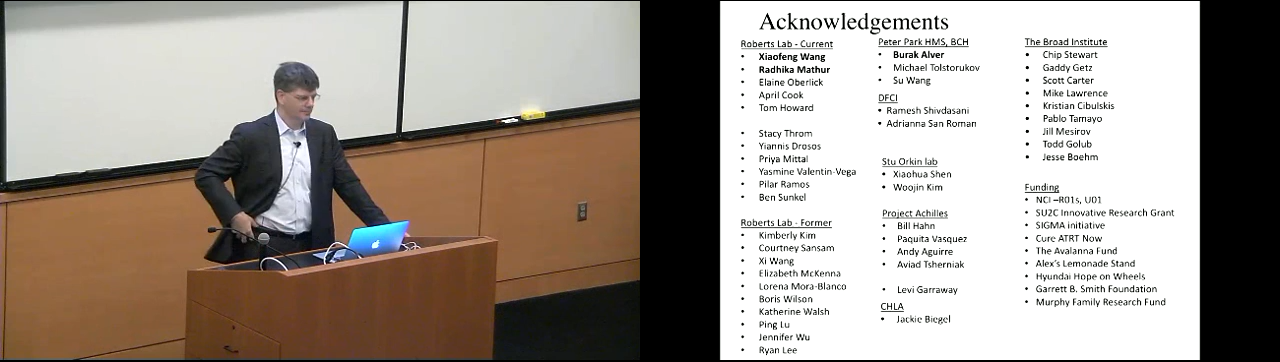 Acknowledgements
Roberts Lab - Current
• Xiaofeng Wang
• Radhika Mathur
• Elaine Oberlick
• April Cook
• Tom Howard
• Stacy Throm
• Yiannis Drosos
• Priya Mittal
• Yasmine Valentin-Vega
• Pilar Ramos
• Ben Sunkel
Roberts Lab - Former
• Kimberly Kim
• Courtney Sansam
• Xi Wang
• Elizabeth McKenna
• Lorena Mora-Blanco
• Boris Wilson
• Katherine Walsh
• Ping Lu
• Jennifer Wu
• Ryan Lee
Peter Park HMS, BCH
• Burak Alver
• Michael Tolstorukov
• Su Wang
DFCI
• Ramesh Shivdasani
• Adrianna San Roman
Stu Orkin lab
• Xiaohua Shen
• Woojin Kim
Project Achilles
• Bill Hahn
• Paquita Vasquez
• Andy Aguirre
• Aviad Tsherniak
• Levi Garraway
CHLA
• Jackie Biegel
The Broad Institute
• Chip Stewart
• Gaddy Getz
• Scott Carter
• Mike Lawrence
• Kristian Cibulskis
• Pablo Tamayo
• Jill Mesirov
• Todd Golub
• Jesse Boehm
Funding
• NCI –R01s, U01
• SU2C Innovative Research Grant
• SIGMA initiative
• Cure ATRT Now
• The Avalanna Fund
• Alex's Lemonade Stand
• Hyundai Hope on Wheels
• Garrett B. Smith Foundation
• Murphy Family Research Fund